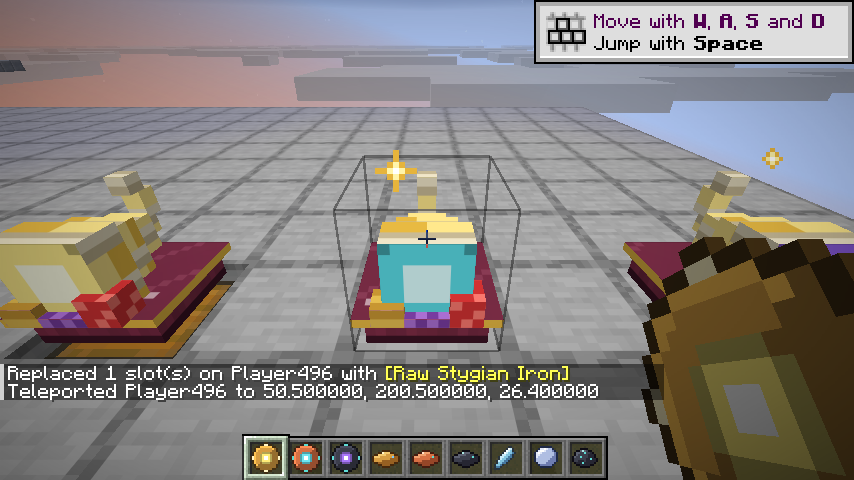 Move with W, A, S and D
Jump with Space
Replaced 1 slot(s) on Player496 with [Raw Stygian Iron]
Teleported Player496 to 50.500000, 200.500000, 26.400000